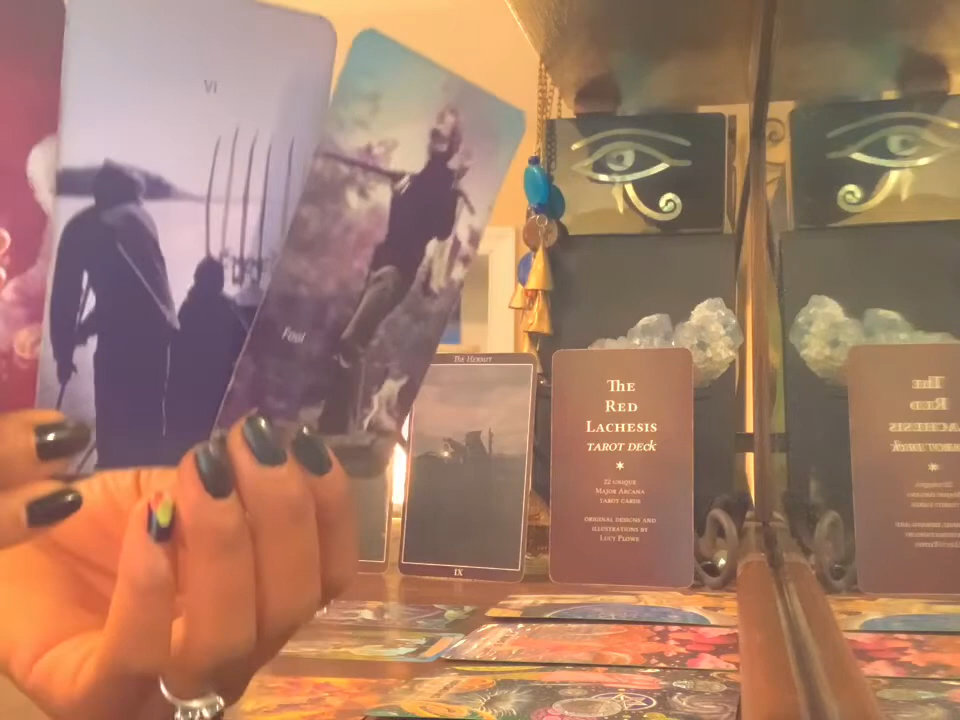 VI
Fool
The Hermit
IX
The
Red
Lachesis
Tarot Deck
22 unique
Major Arcana
tarot cards
Original designs and
illustrations by
Lucy Plowe